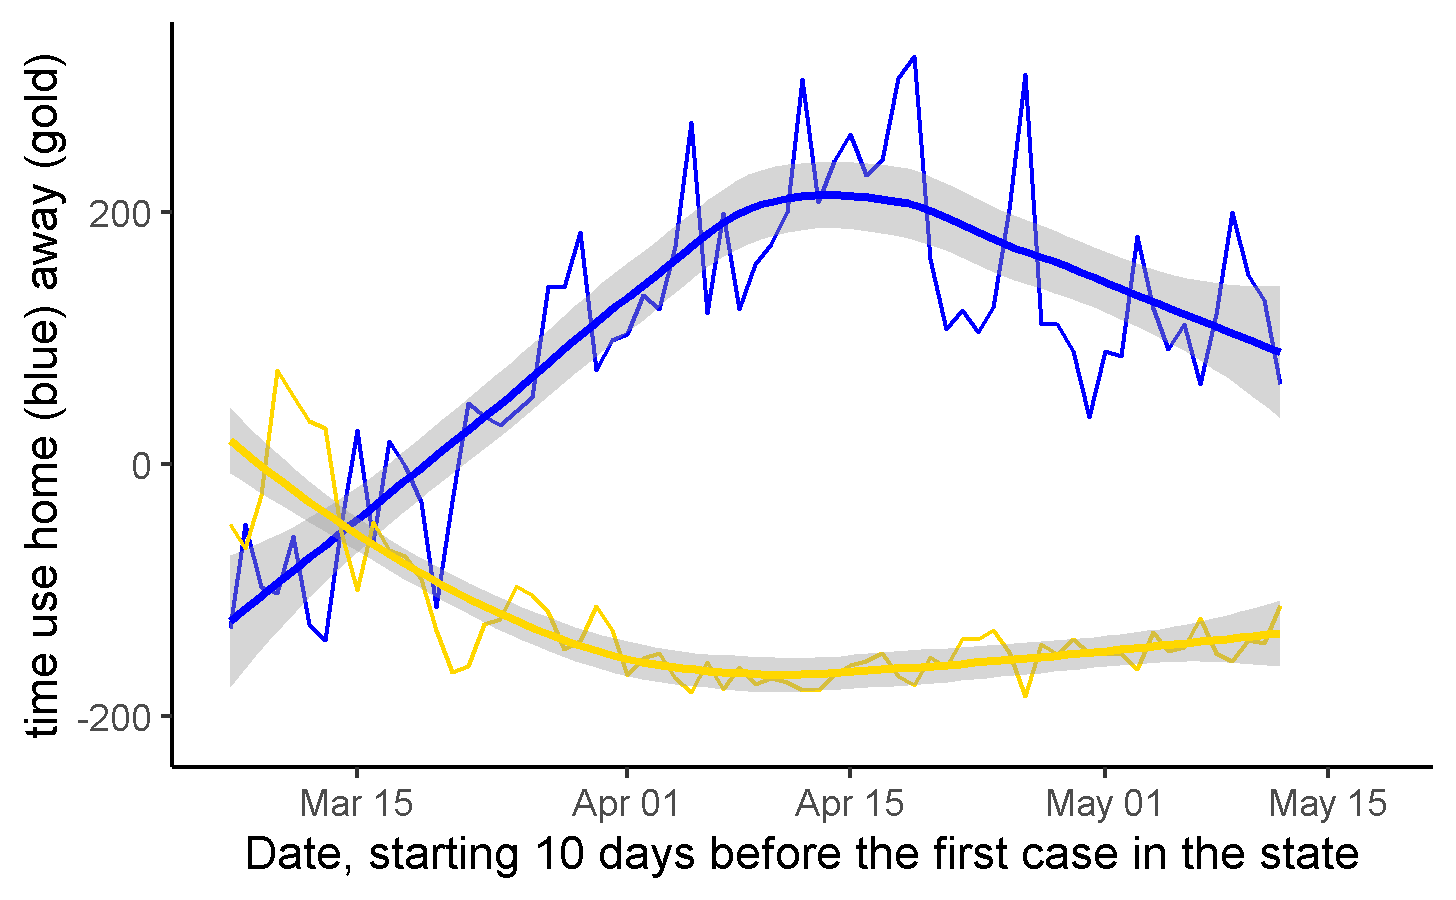 time use home (blue) away (gold)
200
0
-200
Mar 15
Apr 01
Apr 15
May 01
May 15
Date, starting 10 days before the first case in the state